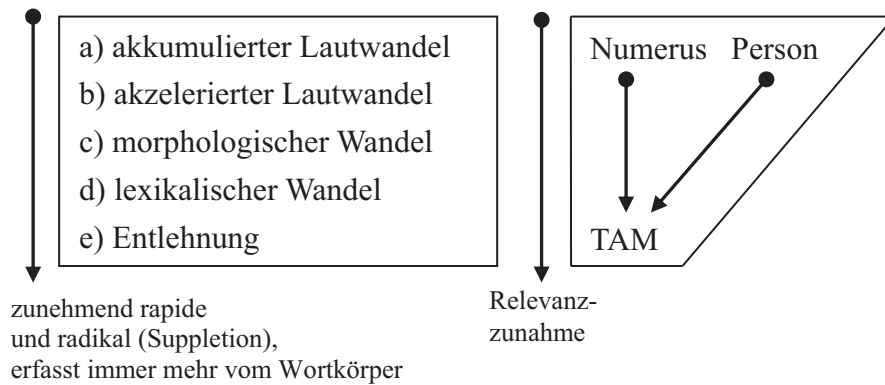 a) akkumulierter Lautwandel
b) akzelerierter Lautwandel
c) morphologischer Wandel
d) lexikalischer Wandel
e) Entlehnung
zunehmend rapide
und radikal (Suppletion),
erfasst immer mehr vom Wortkörper
Numerus Person
TAM
Relevanz-
zunahme